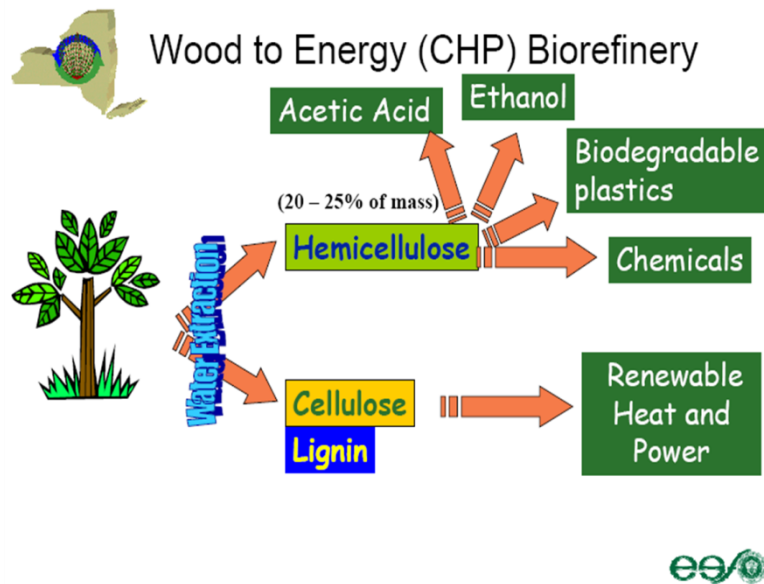 Wood to Energy (CHP) Biorefinery
Acetic Acid
Ethanol
Biodegradable
plastics
(20 – 25% of mass)
Hemicellulose
Chemicals
Water Extraction
Cellulose
Lignin
Renewable
Heat and
Power